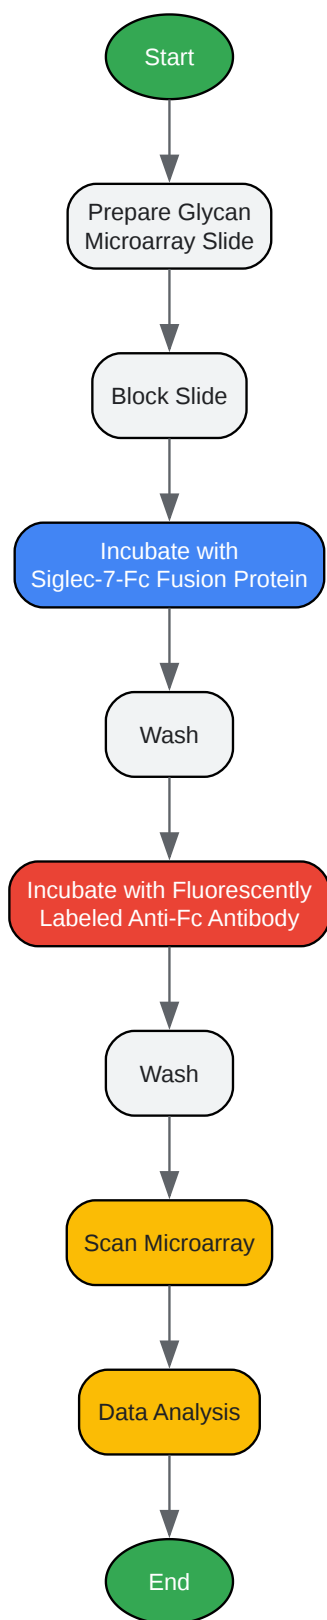 Start
Prepare Glycan
Microarray Slide
Block Slide
Incubate with
Siglec-7-Fc Fusion Protein
Wash
Incubate with Fluorescently
Labeled Anti-Fc Antibody
Wash
Scan Microarray
Data Analysis
End